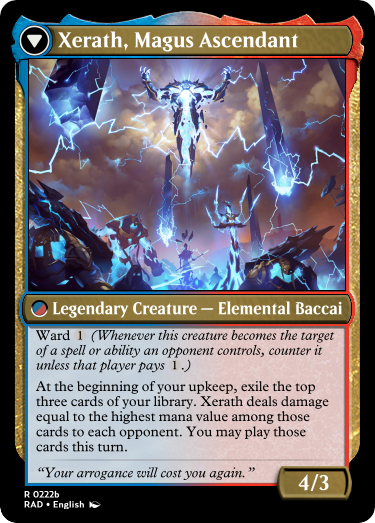 Xerath, Magus Ascendant
Legendary Creature — Elemental Baccai
Ward 1 (Whenever this creature becomes the target
of a spell or ability an opponent controls, counter it
unless that player pays 1.)
At the beginning of your upkeep, exile the top
three cards of your library. Xerath deals damage
equal to the highest mana value among those
cards to each opponent. You may play those
cards this turn.
“Your arrogance will cost you again.”
4/3
R 0222b
RAD • English